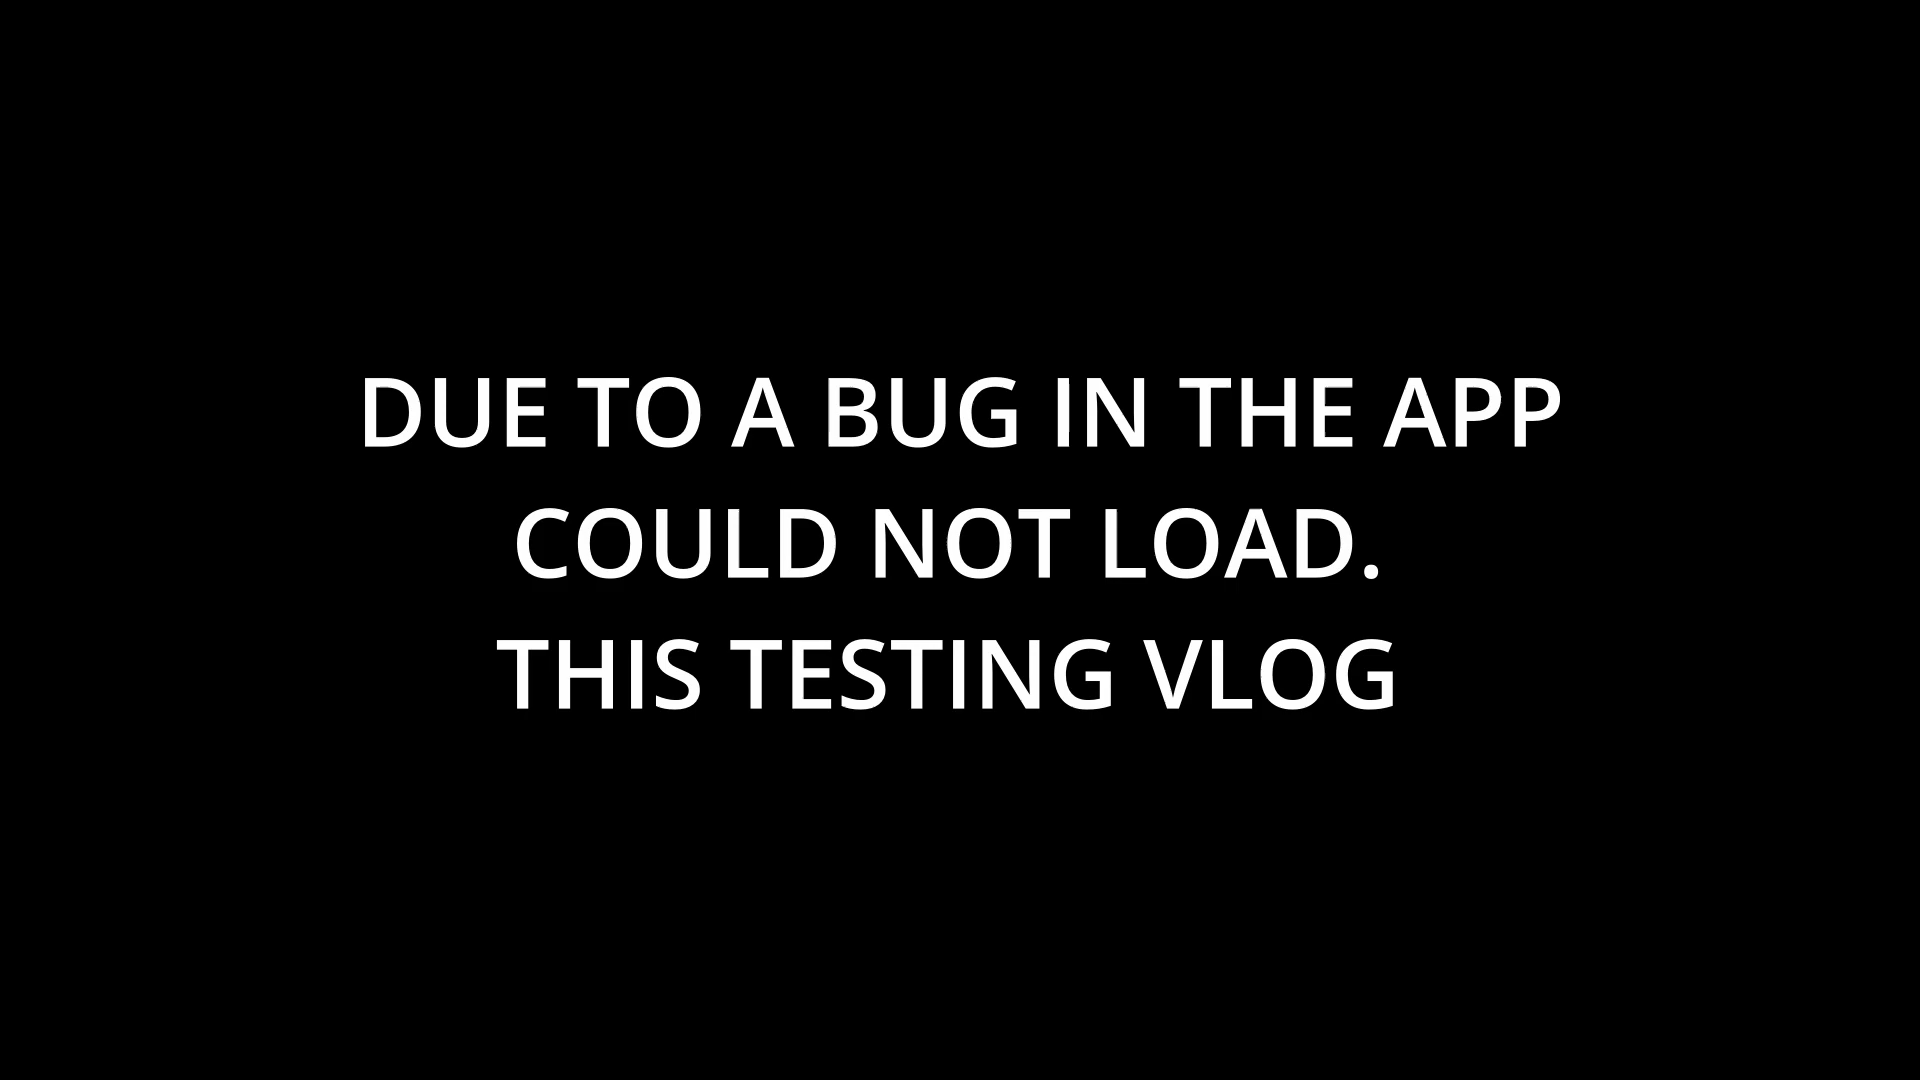 DUE TO A BUG IN THE APP
COULD NOT LOAD.
THIS TESTING VLOG